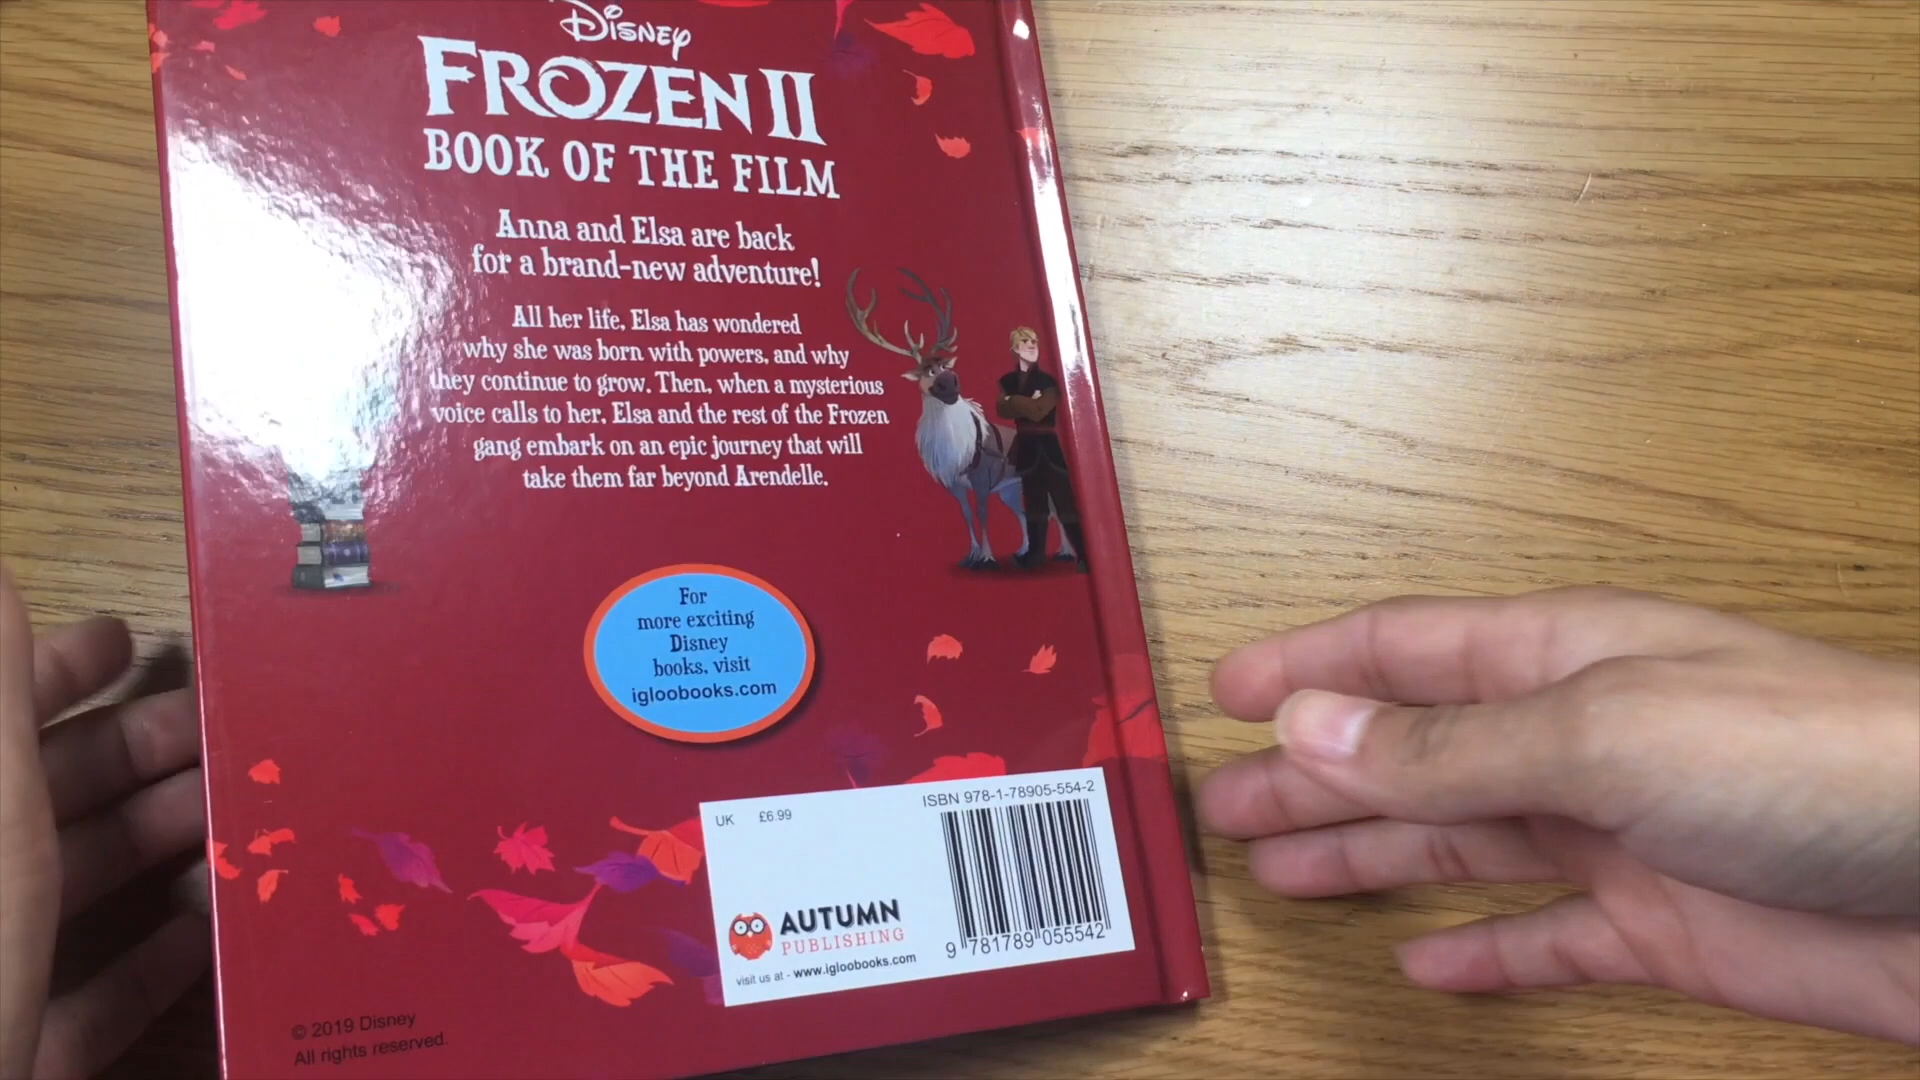 Disney
FROZEN II
BOOK OF THE FILM
Anna and Elsa are back
for a brand-new adventure!
All her life, Elsa has wondered
why she was born with powers, and why
they continue to grow. Then, when a mysterious
voice calls to her, Elsa and the rest of the Frozen
gang embark on an epic journey that will
take them far beyond Arendelle.
For
more exciting
Disney
books, visit
igloobooks.com
UK £6.99
ISBN 978-1-78905-554-2
AUTUMN
PUBLISHING
visit us at - www.igloobooks.com
9 781789 055542
© 2019 Disney
All rights reserved.